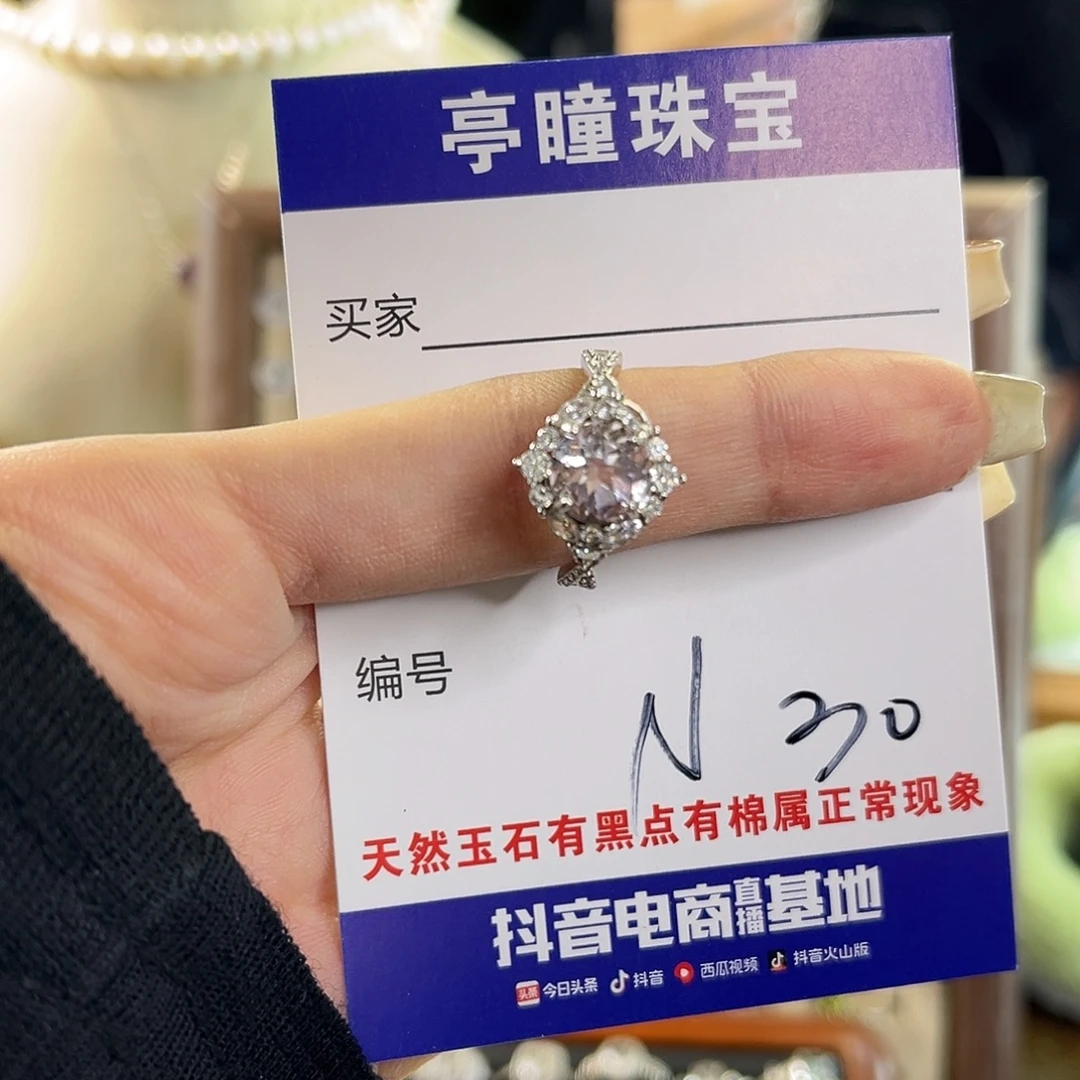 亭瞳珠宝
买家
编号 N 30
天然玉石有黑点有棉属正常现象
抖音电商直播基地
头条 今日头条 抖音 西瓜视频 抖音火山版